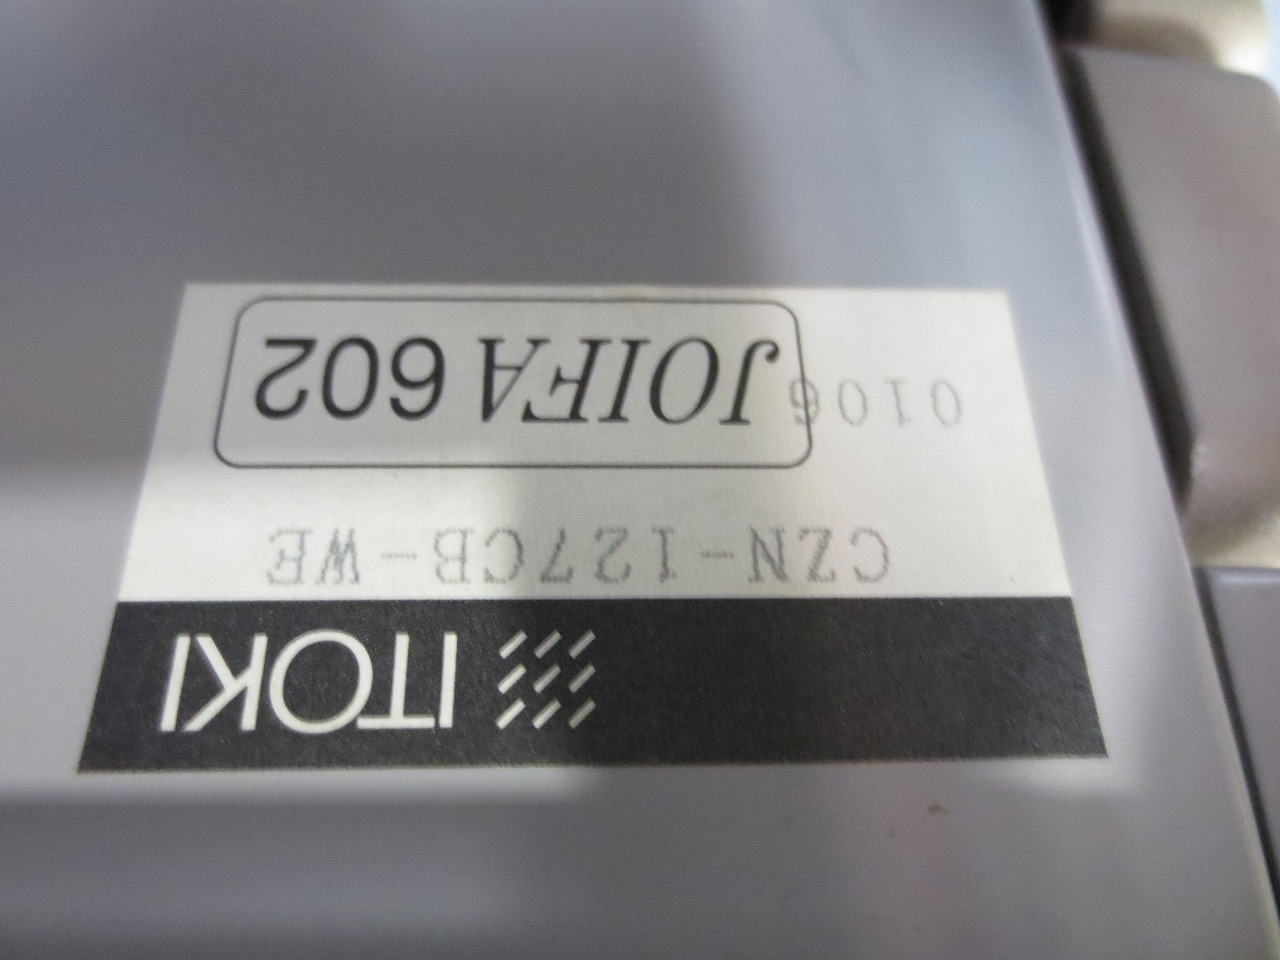 ITOKI
CZN-127CB-WE
0106 JOIFA 602